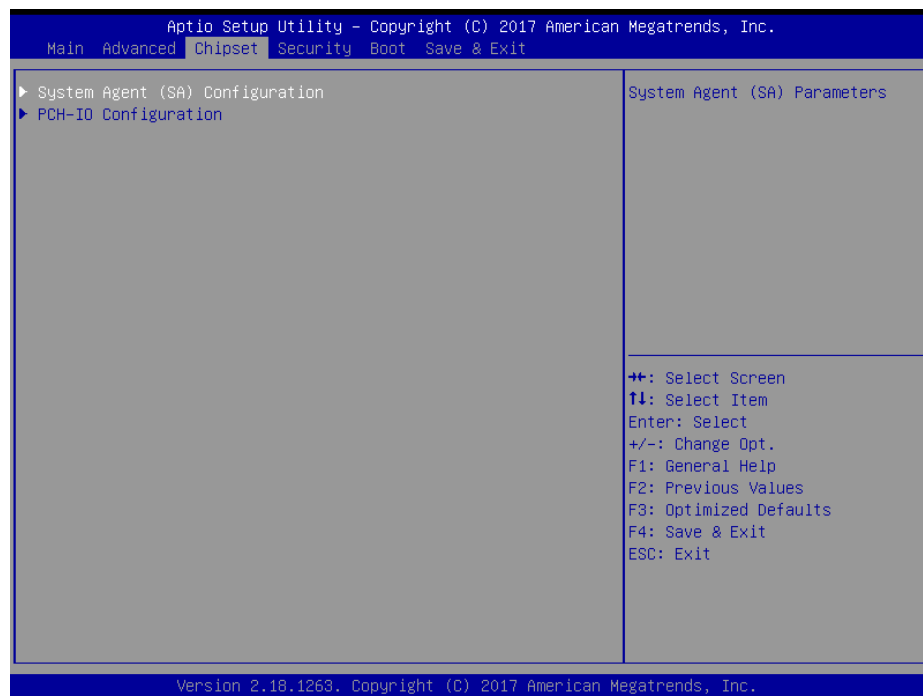 Aptio Setup Utility – Copyright (C) 2017 American Megatrends, Inc.
Main Advanced Chipset Security Boot Save & Exit
▶ System Agent (SA) Configuration
▶ PCH-IO Configuration
System Agent (SA) Parameters
→←: Select Screen
↑↓: Select Item
Enter: Select
+/-: Change Opt.
F1: General Help
F2: Previous Values
F3: Optimized Defaults
F4: Save & Exit
ESC: Exit
Version 2.18.1263. Copyright (C) 2017 American Megatrends, Inc.